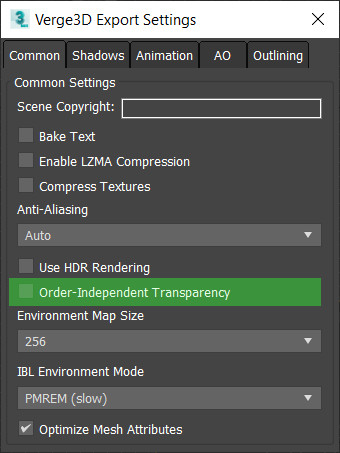 Verge3D Export Settings
Common Shadows Animation AO Outlining
Common Settings
Scene Copyright:
Bake Text
Enable LZMA Compression
Compress Textures
Anti-Aliasing
Auto
Use HDR Rendering
Order-Independent Transparency
Environment Map Size
256
IBL Environment Mode
PMREM (slow)
Optimize Mesh Attributes